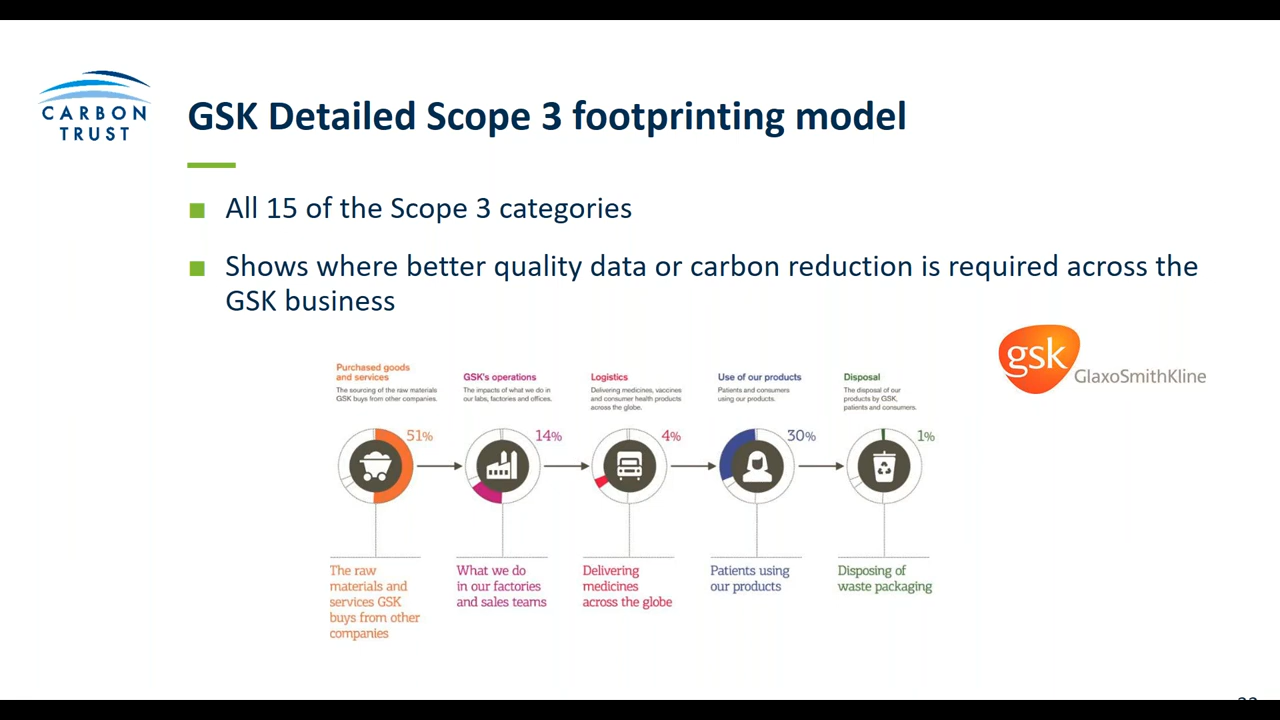 CARBON
TRUST
GSK Detailed Scope 3 footprinting model
All 15 of the Scope 3 categories
Shows where better quality data or carbon reduction is required across the
GSK business
gsk
GlaxoSmithKline
Purchased goods
and services
The sourcing of the raw materials
GSK buys from other companies.
51%
GSK's operations
The impacts of what we do in
our labs, factories and offices.
14%
Logistics
Delivering medicines, vaccines
and consumer health products
across the globe.
4%
Use of our products
Patients and consumers
using our products.
30%
Disposal
The disposal of our
products by GSK,
patients and consumers.
1%
The raw
materials and
services GSK
buys from other
companies
What we do
in our factories
and sales teams
Delivering
medicines
across the globe
Patients using
our products
Disposing of
waste packaging